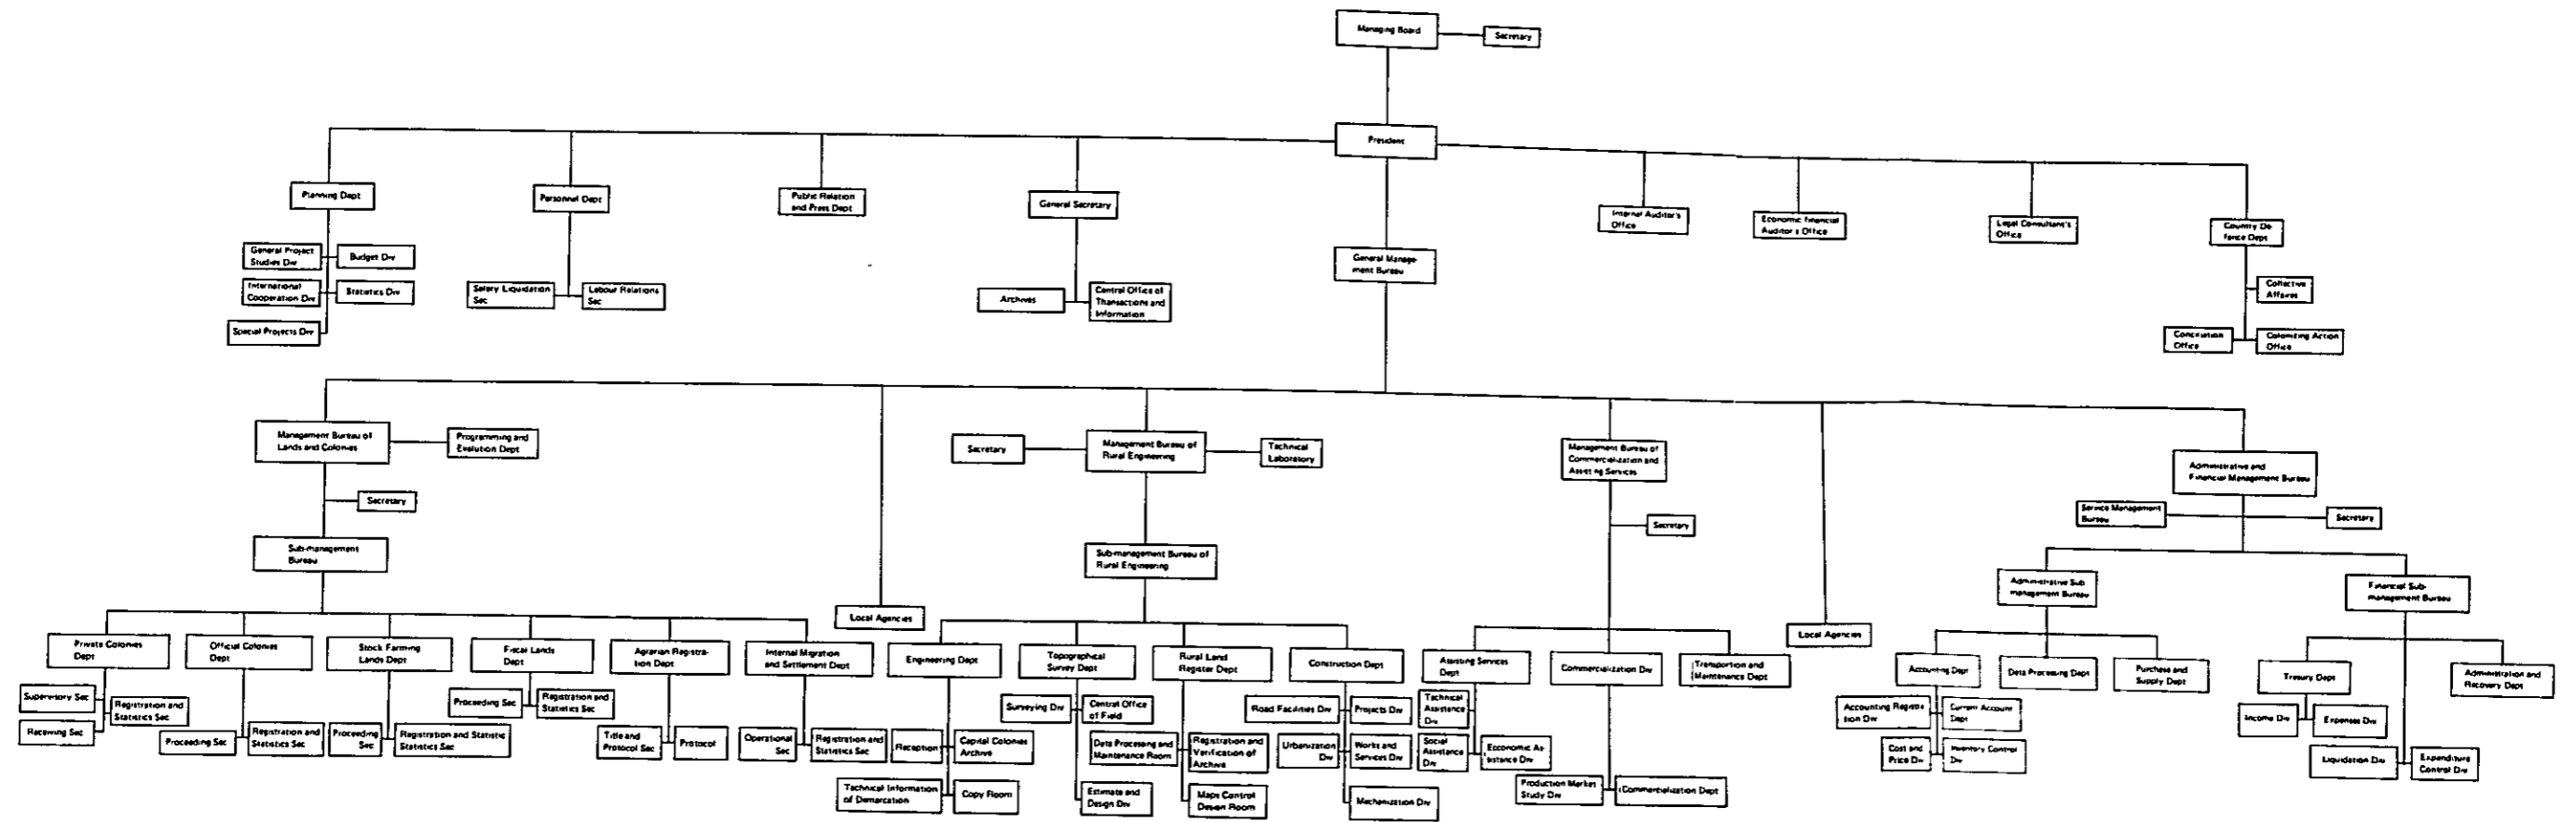 Managing Board
Secretary
President
Planning Dept
Personnel Dept
Public Relation
and Press Dept
General Secretary
Internal Auditor's
Office
Economic Financial
Auditor s Office
Legal Consultant's
Office
Country De
fence Dept
General Project
Studies Div
Budget Div
International
Cooperation Div
Statistics Div
Special Projects Div
Salary Liquidation
Sec
Labour Relations
Sec
Archives
Central Office of
Transactions and
Information
General Manage-
ment Bureau
Collective
Affaires
Conciliation
Office
Colonizing Action
Office
Management Bureau of
Lands and Colonies
Programming and
Evalution Dept
Secretary
Sub-management
Bureau
Secretary
Management Bureau of
Rural Engineering
Technical
Laboratory
Sub-management Bureau of
Rural Engineering
Management Bureau of
Commercialization and
Assisting Services
Secretary
Administrative and
Financial Management Bureau
Service Management
Bureau
Secretary
Administrative Sub
management Bureau
Financial Sub-
management Bureau
Local Agencies
Local Agencies
Private Colonies
Dept
Official Colonies
Dept
Stock Farming
Lands Dept
Fiscal Lands
Dept
Agrarian Registra-
tion Dept
Internal Migration
and Settlement Dept
Engineering Dept
Topographical
Survey Dept
Rural Land
Register Dept
Construction Dept
Assisting Services
Dept
Commercialization Div
Transportion and
Maintenance Dept
Accounting Dept
Data Processing Dept
Purchase and
Supply Dept
Tresury Dept
Administration and
Recovery Dept
Supervisory Sec
Registration and
Statistics Sec
Receiving Sec
Proceeding Sec
Registration and
Statistics Sec
Proceeding
Sec
Registration and Statistic
Statistics Sec
Proceeding Sec
Registration and
Statistics Sec
Title and
Protocol Sec
Protocol
Operational
Sec
Registration and
Statistics Sec
Reception
Capital Colonies
Archive
Technical Information
of Demarcation
Copy Room
Surveying Div
Central Office
of Field
Estimate and
Design Div
Data Processing and
Maintenance Room
Registration and
Verification of
Archive
Maps Control
Design Room
Road Facilities Div
Projects Div
Urbanization
Div
Works and
Services Div
Mechanization Div
Technical
Assistance
Div
Social
Assistance
Div
Economic As
sistance Div
Production Market
Study Div
Commercialization Dept
Accounting Registra
tion Div
Current Account
Dept
Cost and
Price Div
Inventory Control
Div
Income Div
Expenses Div
Liquidation Div
Expenditure
Control Div